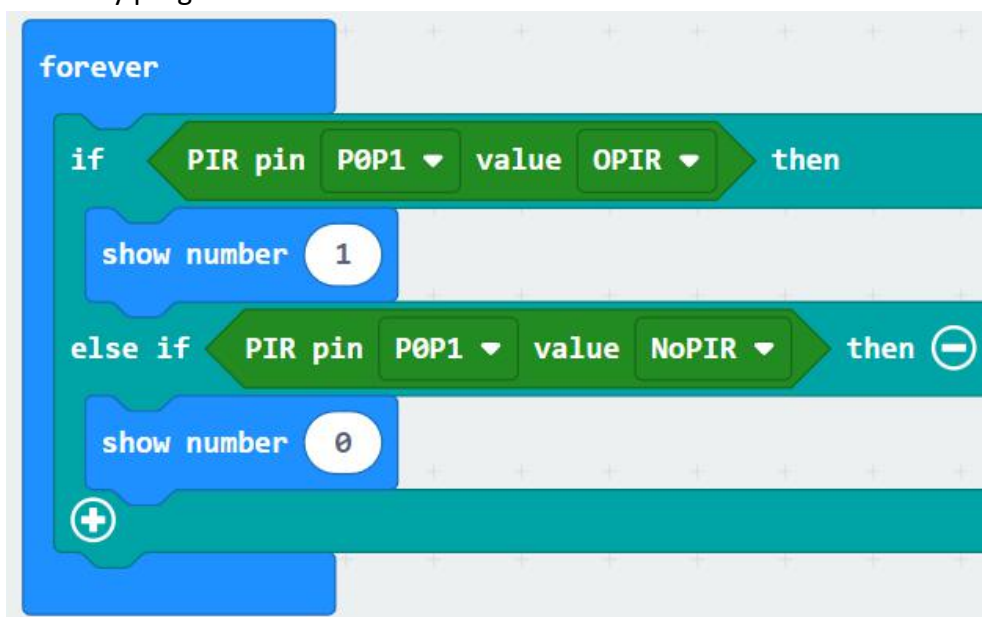 forever
if PIR pin P0P1 value OPIR then
show number 1
else if PIR pin P0P1 value NoPIR then
show number 0